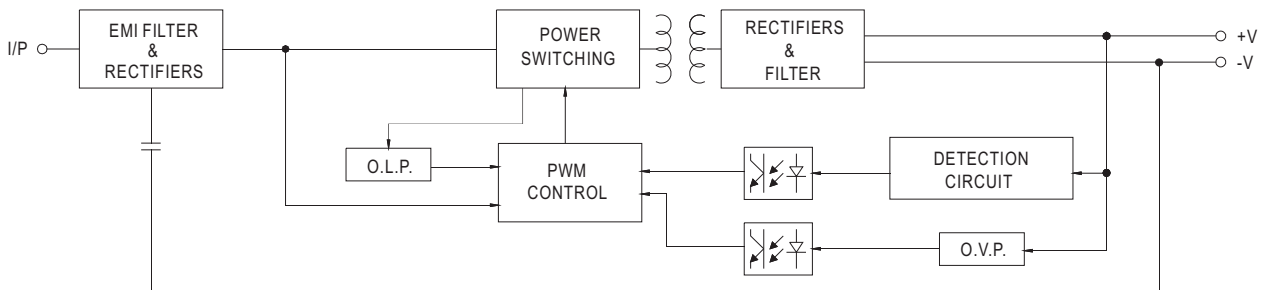 I/P
EMI FILTER
&
RECTIFIERS
POWER
SWITCHING
RECTIFIERS
&
FILTER
+V
-V
O.L.P.
PWM
CONTROL
DETECTION
CIRCUIT
O.V.P.